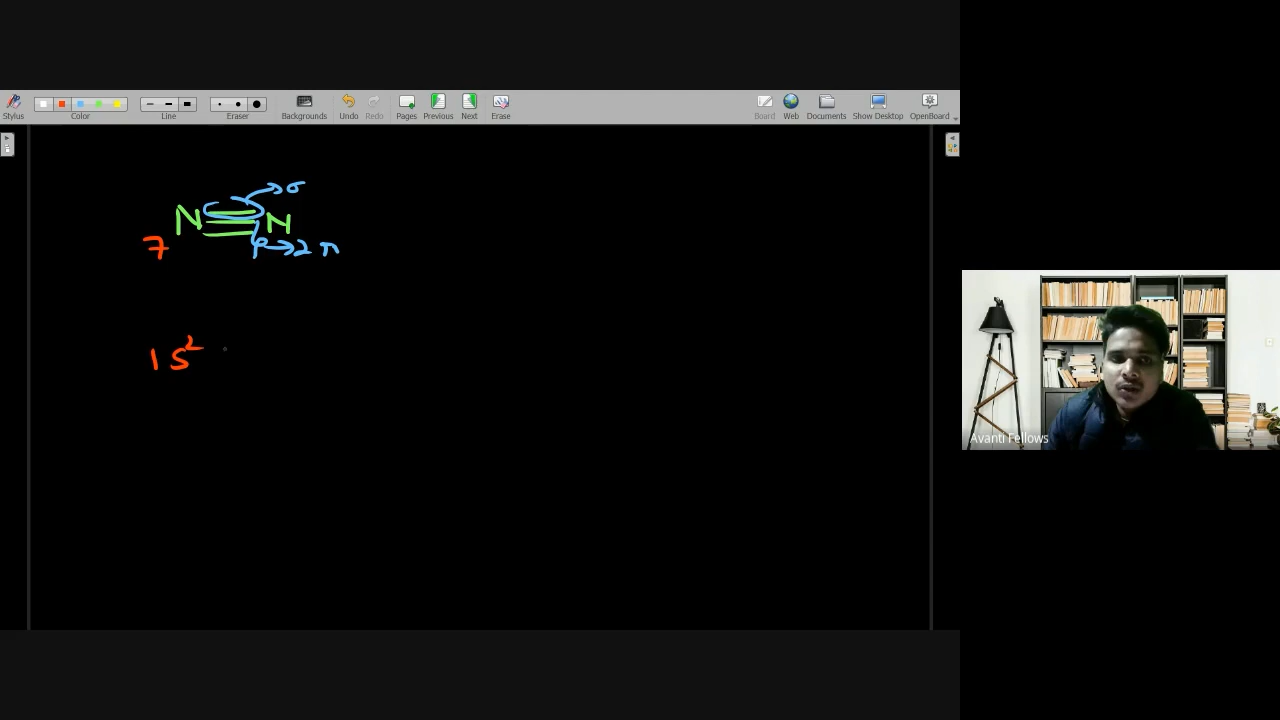 Stylus Color Line Eraser Backgrounds Undo Redo Pages Previous Next Erase Board Web Documents Show Desktop OpenBoard
→σ
N≡N
7 →2 π
1s²
Avanti Fellows